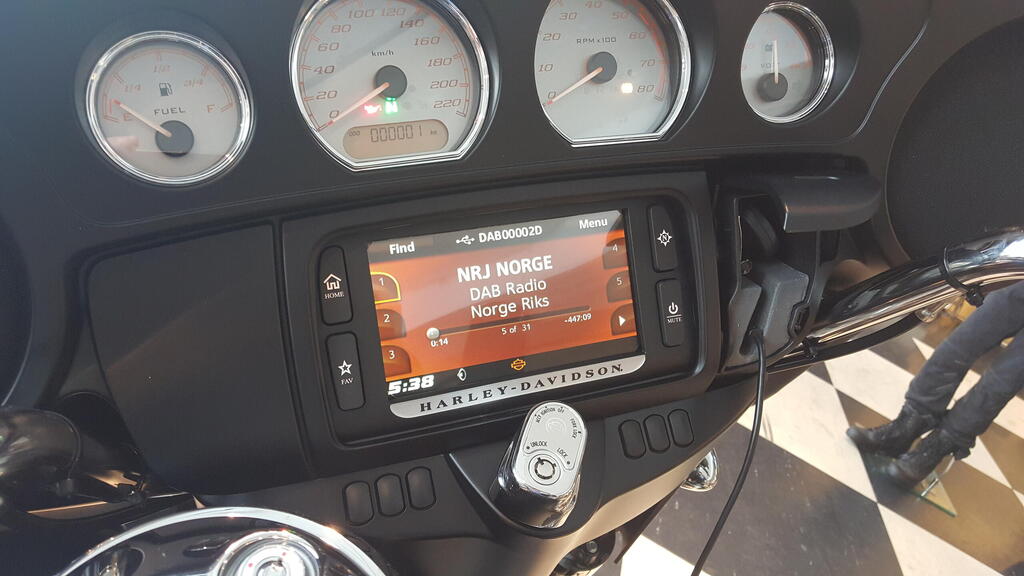 1/4 1/2 3/4
E F
FUEL
0 20 40 60 80 100 120 140 160 180 200 220
km/h
ODO 000001 km
0 10 20 30 40 50 60 70 80
RPM x100
VOLTS
Find DAB00002D Menu
NRJ NORGE
DAB Radio
Norge Riks
0:14 5 of 31 -447:09
1
2
3
4
5
5:38
HOME
FAV
N
MUTE
HARLEY-DAVIDSON
IGNITION
UNLOCK
LOCK